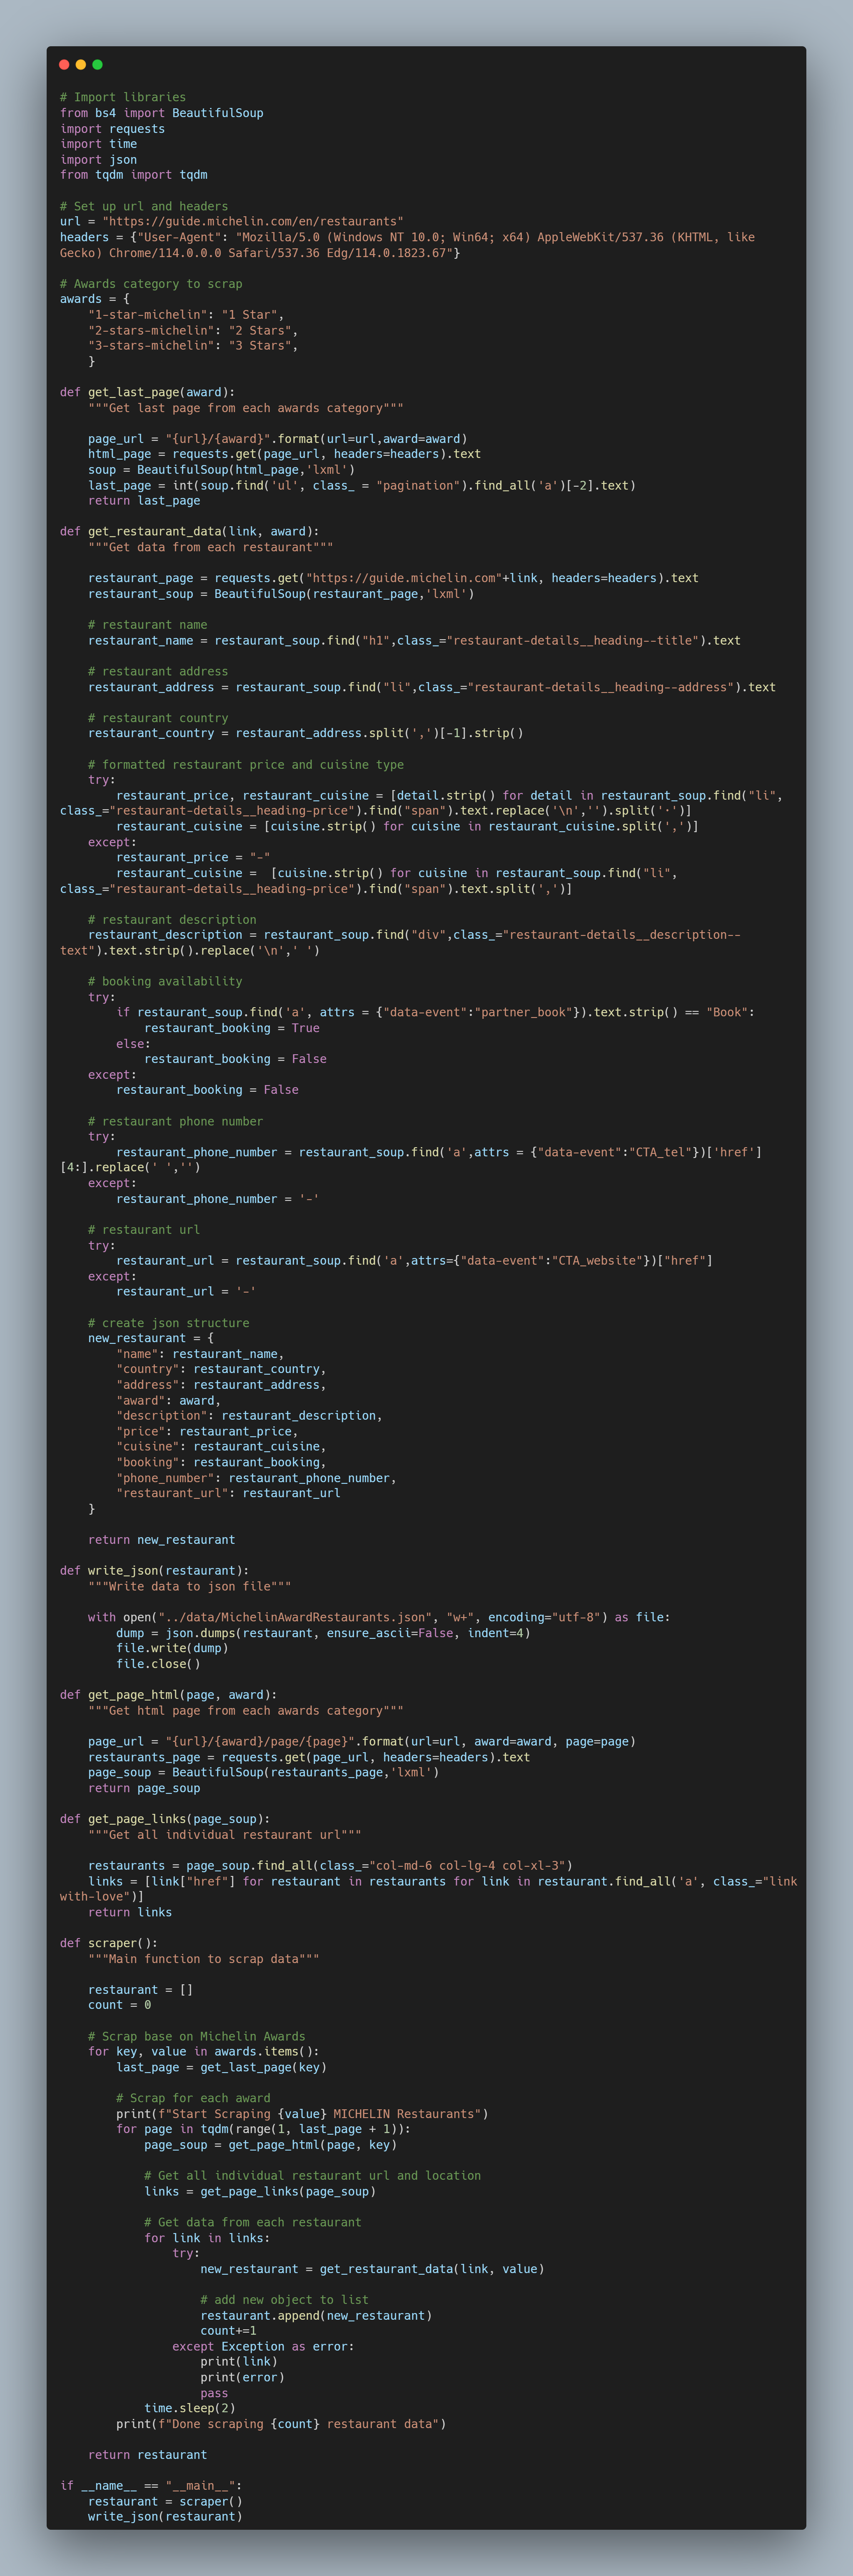 # Import libraries
from bs4 import BeautifulSoup
import requests
import time
import json
from tqdm import tqdm

# Set up url and headers
url = "https://guide.michelin.com/en/restaurants"
headers = {"User-Agent": "Mozilla/5.0 (Windows NT 10.0; Win64; x64) AppleWebKit/537.36 (KHTML, like
Gecko) Chrome/114.0.0.0 Safari/537.36 Edg/114.0.1823.67"}

# Awards category to scrap
awards = {
    "1-star-michelin": "1 Star",
    "2-stars-michelin": "2 Stars",
    "3-stars-michelin": "3 Stars",
    }

def get_last_page(award):
    """Get last page from each awards category"""

    page_url = "{url}/{award}".format(url=url,award=award)
    html_page = requests.get(page_url, headers=headers).text
    soup = BeautifulSoup(html_page,'lxml')
    last_page = int(soup.find('ul', class_ = "pagination").find_all('a')[-2].text)
    return last_page

def get_restaurant_data(link, award):
    """Get data from each restaurant"""

    restaurant_page = requests.get("https://guide.michelin.com"+link, headers=headers).text
    restaurant_soup = BeautifulSoup(restaurant_page,'lxml')

    # restaurant name
    restaurant_name = restaurant_soup.find("h1",class_="restaurant-details__heading--title").text

    # restaurant address
    restaurant_address = restaurant_soup.find("li",class_="restaurant-details__heading--address").text

    # restaurant country
    restaurant_country = restaurant_address.split(',')[-1].strip()

    # formatted restaurant price and cuisine type
    try:
        restaurant_price, restaurant_cuisine = [detail.strip() for detail in restaurant_soup.find("li",
class_="restaurant-details__heading-price").find("span").text.replace('\n','').split('·')]
        restaurant_cuisine = [cuisine.strip() for cuisine in restaurant_cuisine.split(',')]
    except:
        restaurant_price = "-"
        restaurant_cuisine =  [cuisine.strip() for cuisine in restaurant_soup.find("li",
class_="restaurant-details__heading-price").find("span").text.split(',')]

    # restaurant description
    restaurant_description = restaurant_soup.find("div",class_="restaurant-details__description--
text").text.strip().replace('\n',' ')

    # booking availability
    try:
        if restaurant_soup.find('a', attrs = {"data-event":"partner_book"}).text.strip() == "Book":
            restaurant_booking = True
        else:
            restaurant_booking = False
    except:
        restaurant_booking = False

    # restaurant phone number
    try:
        restaurant_phone_number = restaurant_soup.find('a',attrs = {"data-event":"CTA_tel"})['href']
[4:].replace(' ','')
    except:
        restaurant_phone_number = '-'

    # restaurant url
    try:
        restaurant_url = restaurant_soup.find('a',attrs={"data-event":"CTA_website"})["href"]
    except:
        restaurant_url = '-'

    # create json structure
    new_restaurant = {
        "name": restaurant_name,
        "country": restaurant_country,
        "address": restaurant_address,
        "award": award,
        "description": restaurant_description,
        "price": restaurant_price,
        "cuisine": restaurant_cuisine,
        "booking": restaurant_booking,
        "phone_number": restaurant_phone_number,
        "restaurant_url": restaurant_url
    }

    return new_restaurant

def write_json(restaurant):
    """Write data to json file"""

    with open("../data/MichelinAwardRestaurants.json", "w+", encoding="utf-8") as file:
        dump = json.dumps(restaurant, ensure_ascii=False, indent=4)
        file.write(dump)
        file.close()

def get_page_html(page, award):
    """Get html page from each awards category"""

    page_url = "{url}/{award}/page/{page}".format(url=url, award=award, page=page)
    restaurants_page = requests.get(page_url, headers=headers).text
    page_soup = BeautifulSoup(restaurants_page,'lxml')
    return page_soup

def get_page_links(page_soup):
    """Get all individual restaurant url"""

    restaurants = page_soup.find_all(class_="col-md-6 col-lg-4 col-xl-3")
    links = [link["href"] for restaurant in restaurants for link in restaurant.find_all('a', class_="link
with-love")]
    return links

def scraper():
    """Main function to scrap data"""

    restaurant = []
    count = 0

    # Scrap base on Michelin Awards
    for key, value in awards.items():
        last_page = get_last_page(key)

        # Scrap for each award
        print(f"Start Scraping {value} MICHELIN Restaurants")
        for page in tqdm(range(1, last_page + 1)):
            page_soup = get_page_html(page, key)

            # Get all individual restaurant url and location
            links = get_page_links(page_soup)

            # Get data from each restaurant
            for link in links:
                try:
                    new_restaurant = get_restaurant_data(link, value)

                    # add new object to list
                    restaurant.append(new_restaurant)
                    count+=1
                except Exception as error:
                    print(link)
                    print(error)
                    pass
            time.sleep(2)
        print(f"Done scraping {count} restaurant data")

    return restaurant

if __name__ == "__main__":
    restaurant = scraper()
    write_json(restaurant)